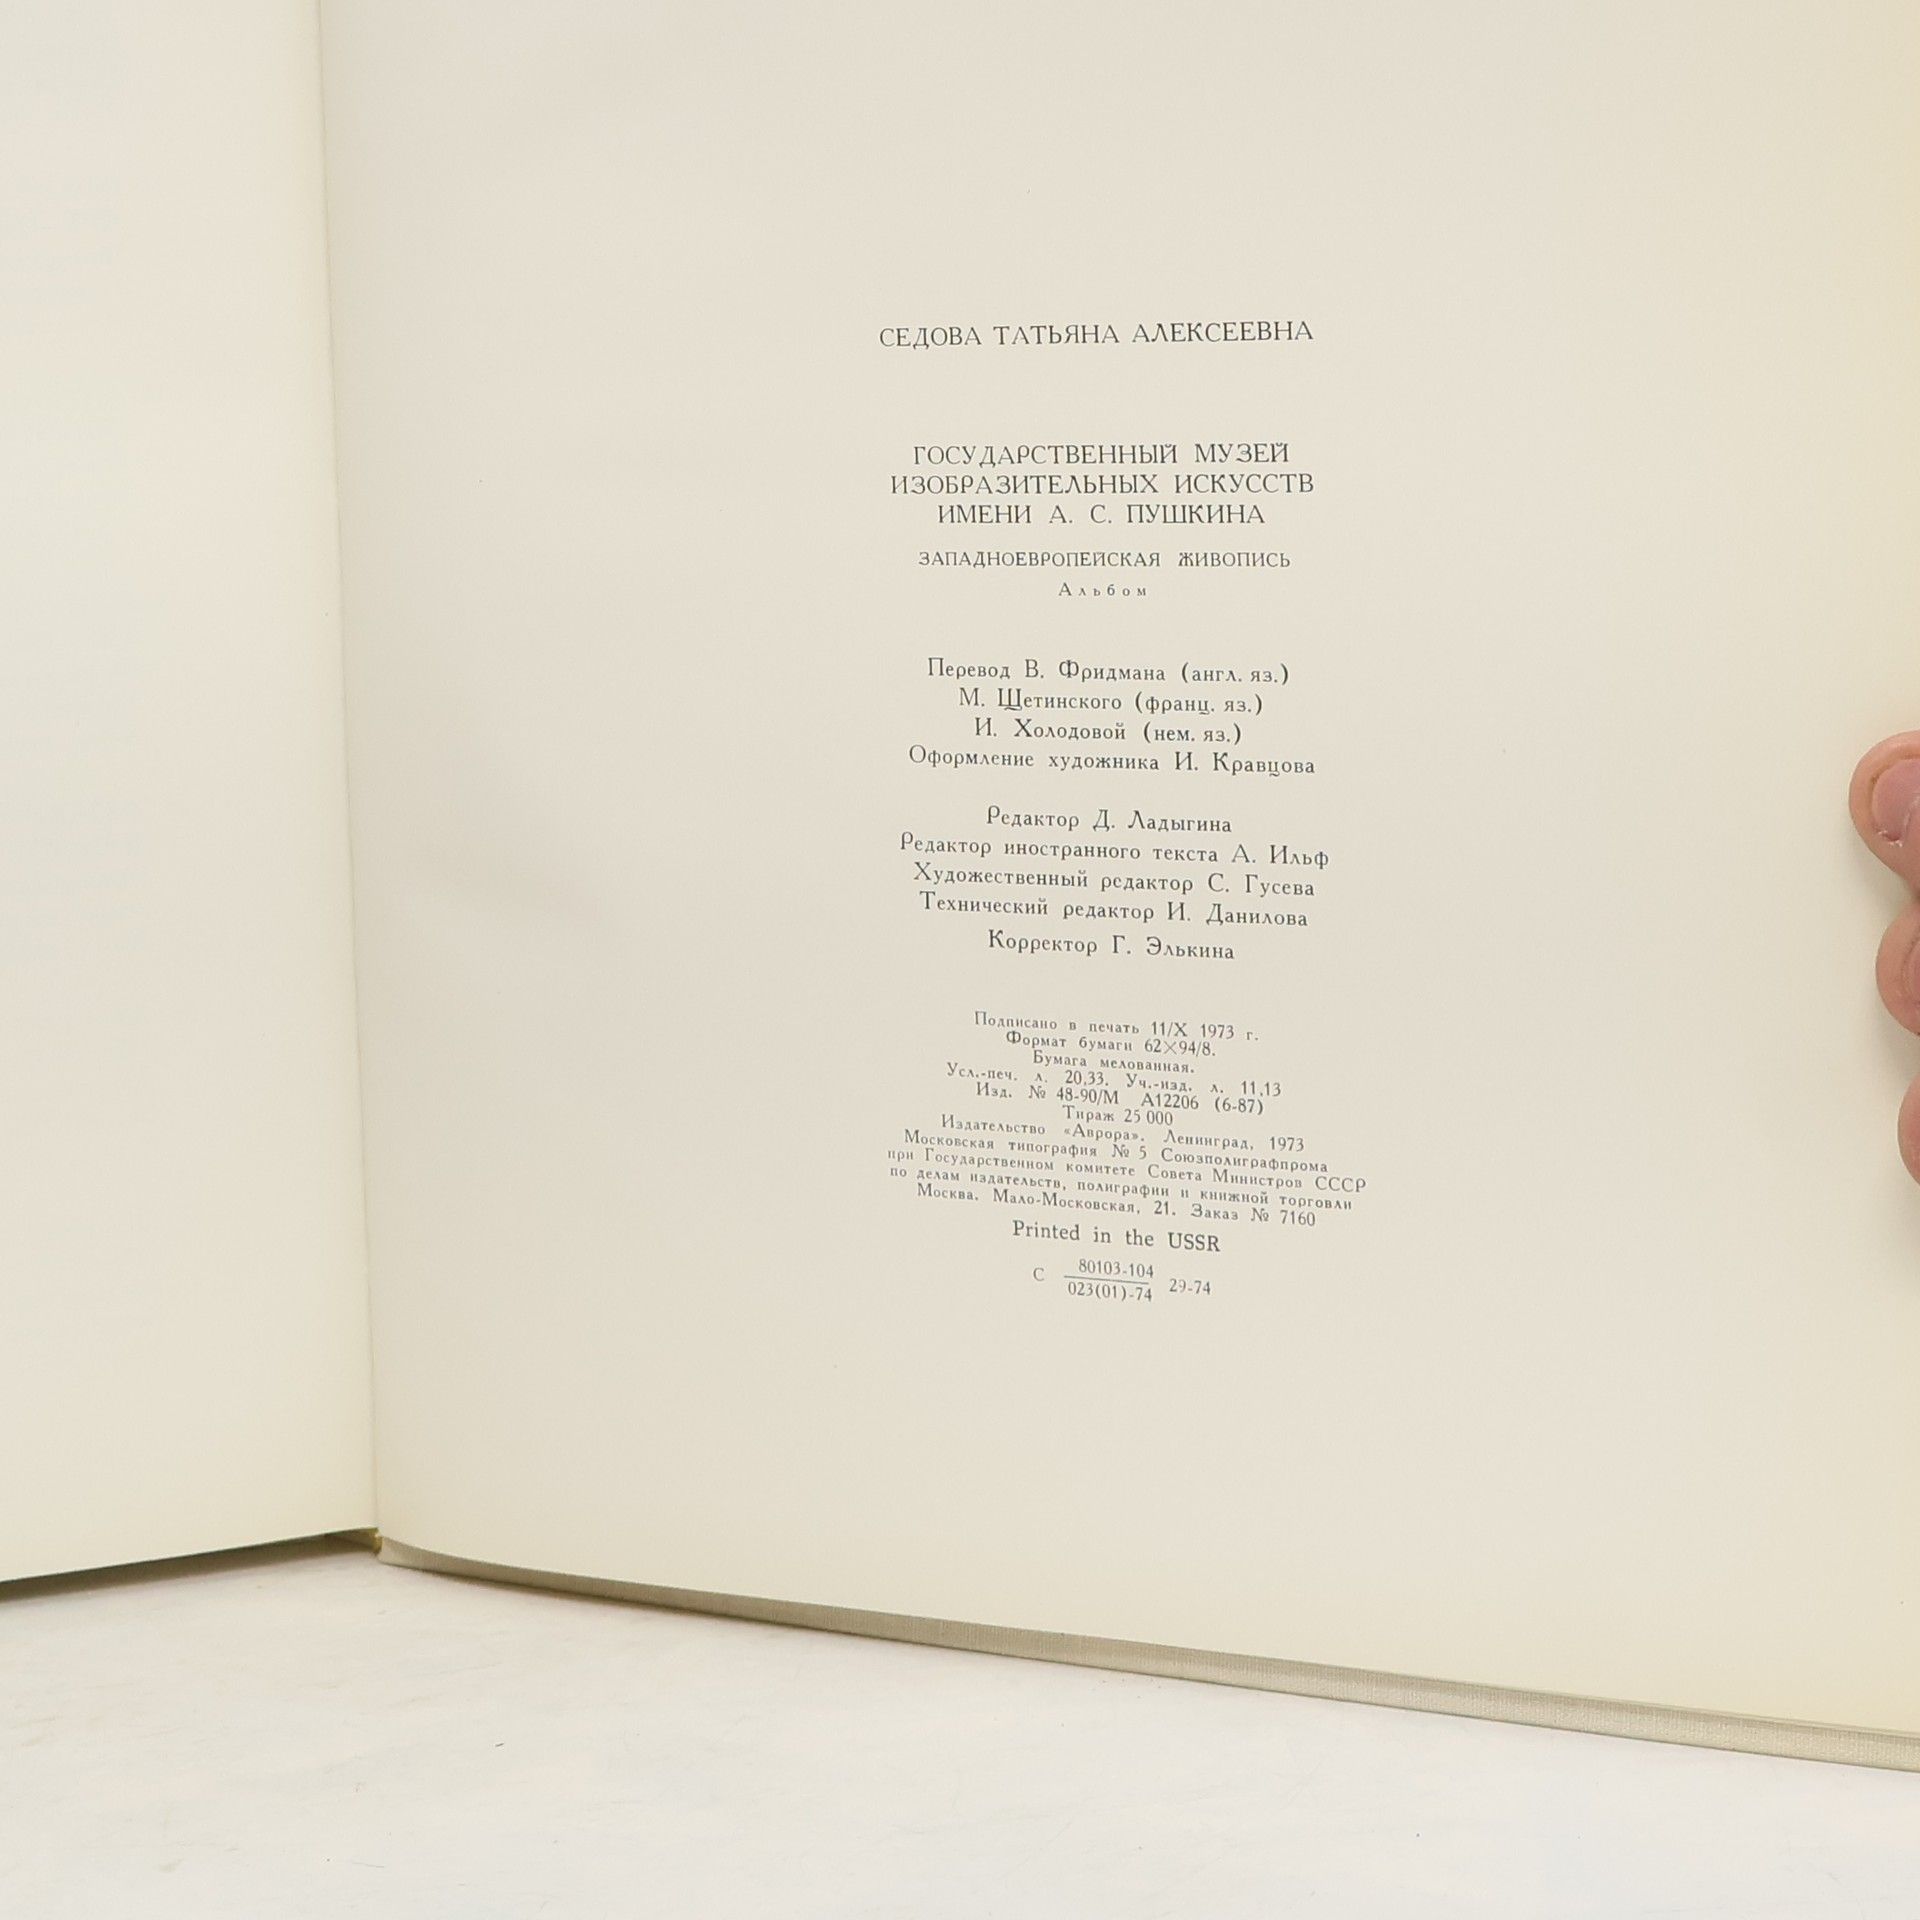 СЕДОВА ТАТЬЯНА АЛЕКСЕЕВНА
ГОСУДАРСТВЕННЫЙ МУЗЕЙ
ИЗОБРАЗИТЕЛЬНЫХ ИСКУССТВ
ИМЕНИ А. С. ПУШКИНА
ЗАПАДНОЕВРОПЕЙСКАЯ ЖИВОПИСЬ
Альбом
Перевод В. Фридмана (англ. яз.)
М. Щетинского (франц. яз.)
И. Холодовой (нем. яз.)
Оформление художника И. Кравцова
Редактор Д. Ладыгина
Редактор иностранного текста А. Ильф
Художественный редактор С. Гусева
Технический редактор И. Данилова
Корректор Г. Элькина
Подписано в печать 11/X 1973 г.
Формат бумаги 62×94/8.
Бумага мелованная.
Усл.-печ. л. 20,33. Уч.-изд. л. 11,13
Изд. № 48-90/М А12206 (6-87)
Тираж 25 000
Издательство «Аврора». Ленинград, 1973
Московская типография № 5 Союзполиграфпрома
при Государственном комитете Совета Министров СССР
по делам издательств, полиграфии и книжной торговли
Москва, Мало-Московская, 21. Заказ № 7160
Printed in the USSR
С 80103-104 29-74
023(01)-74